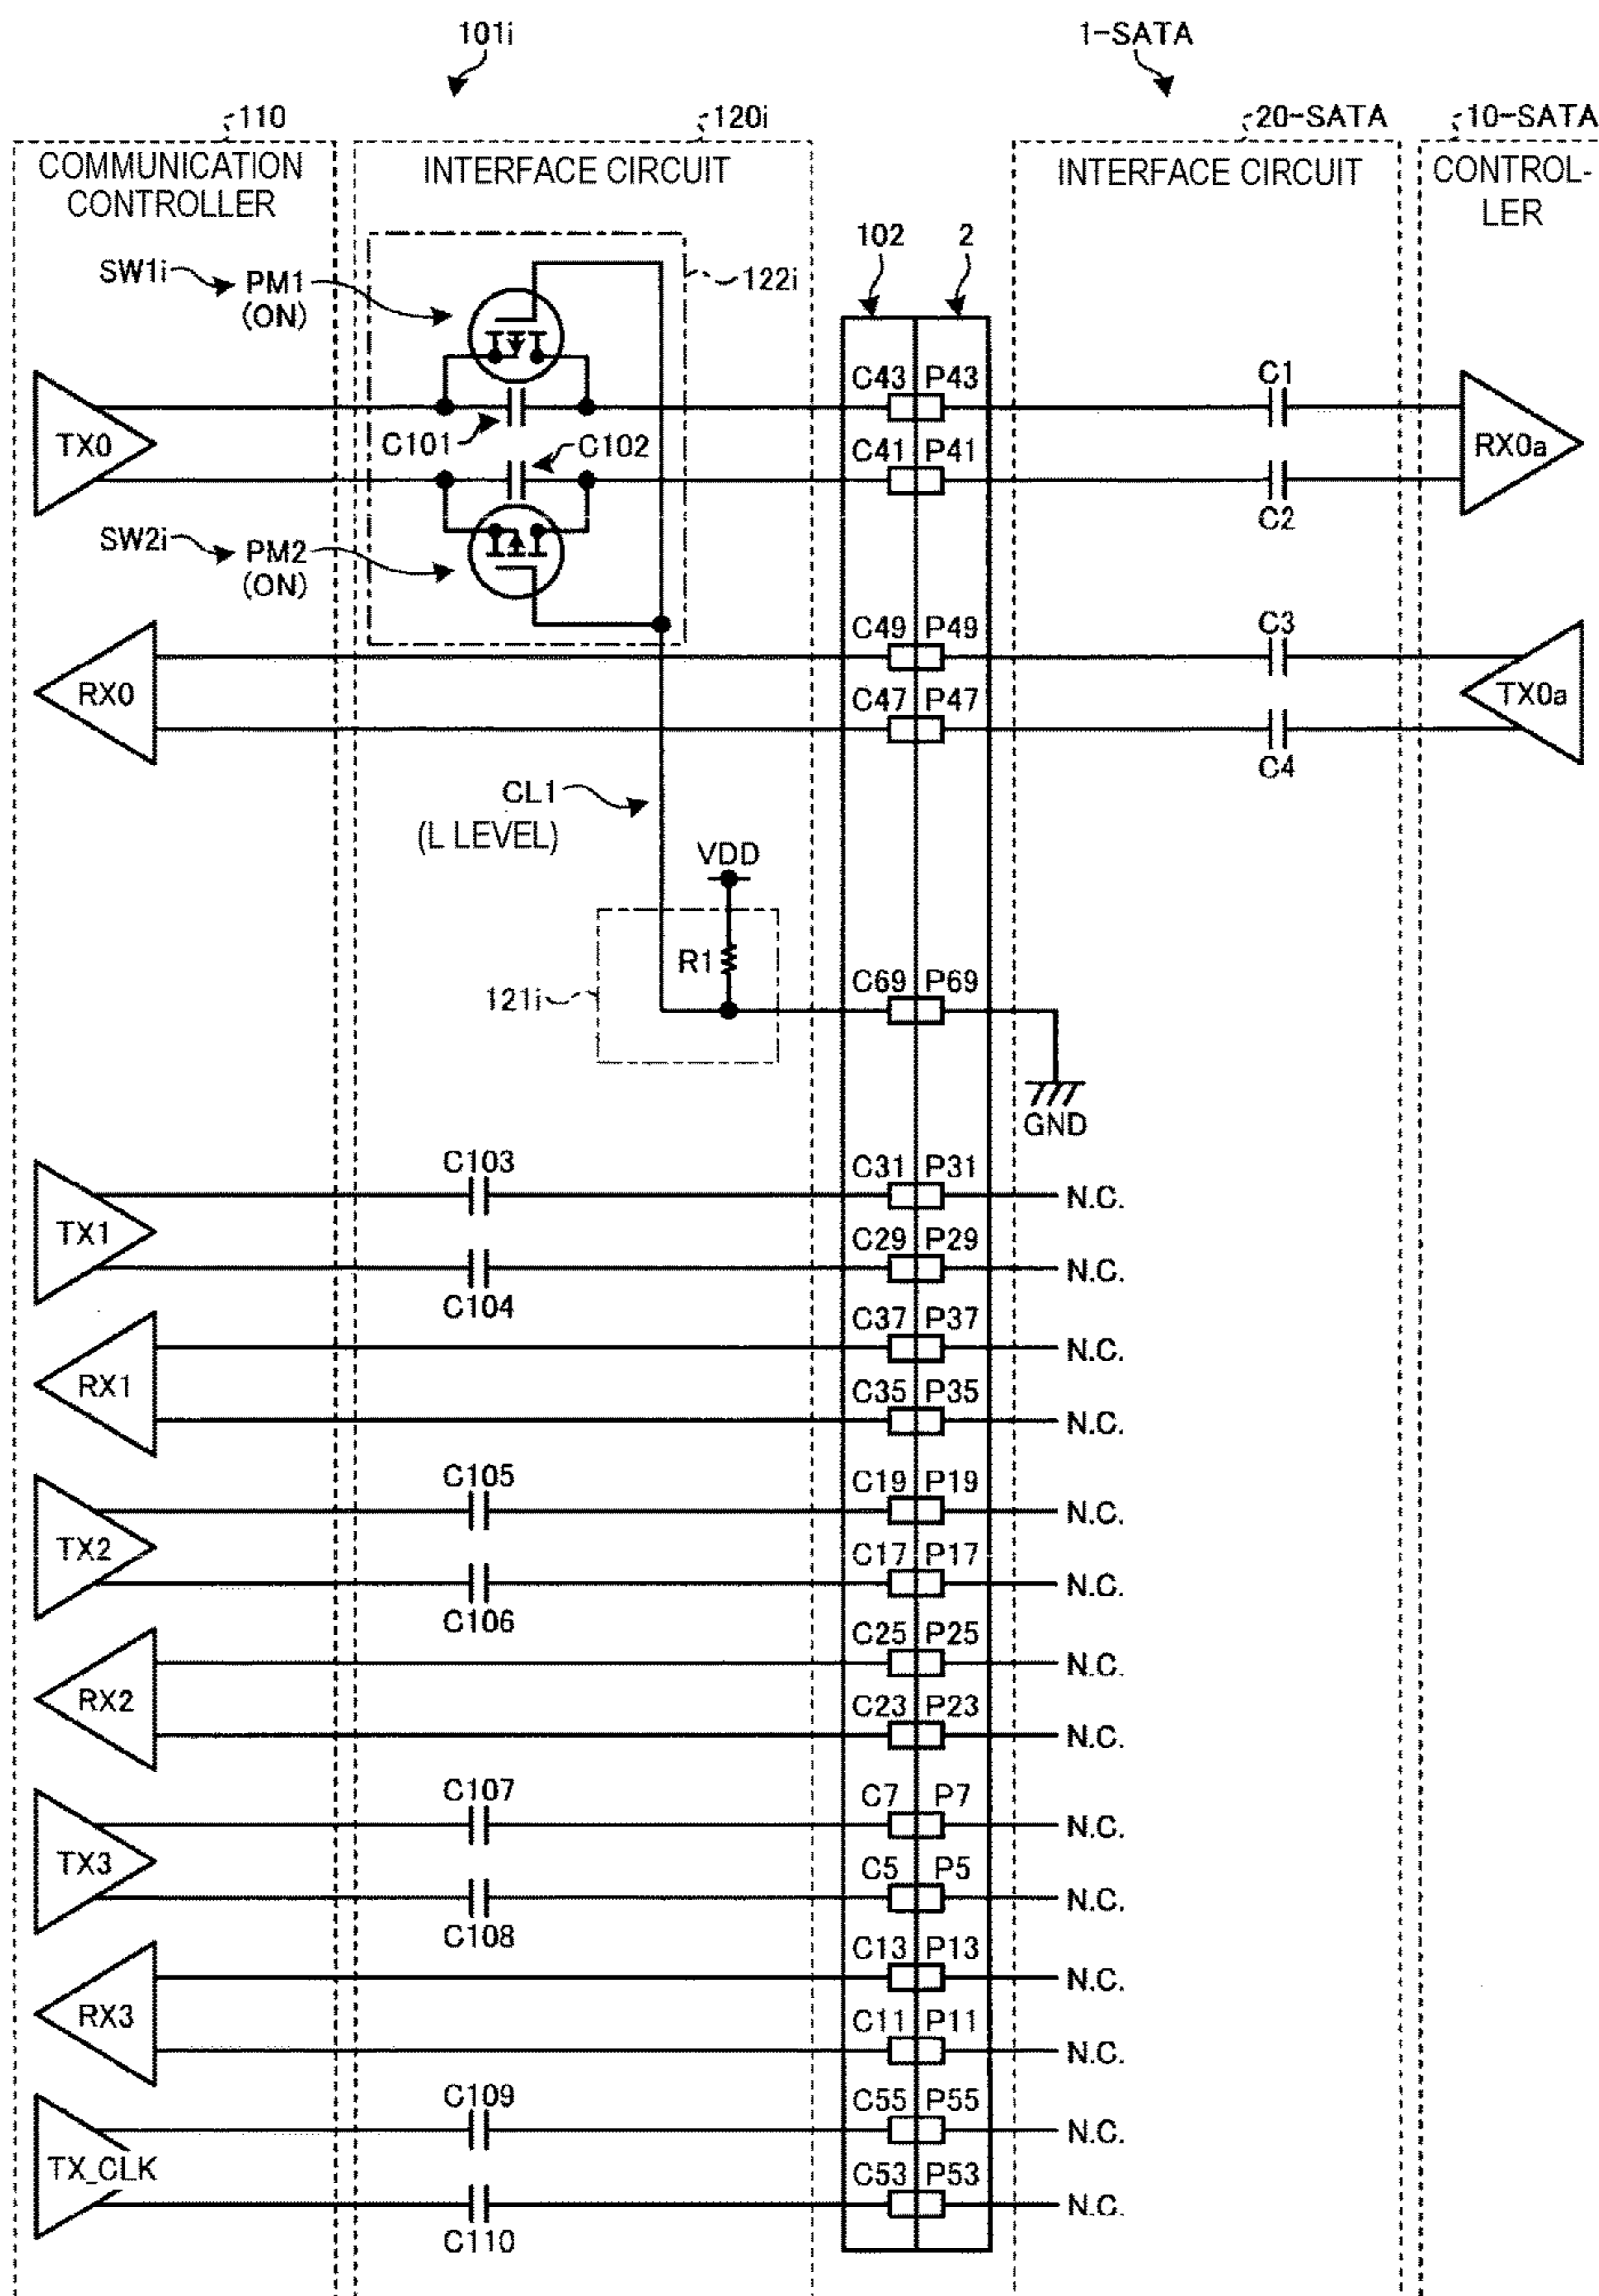 101i
1-SATA
110
120i
20-SATA
10-SATA
COMMUNICATION
CONTROLLER
INTERFACE CIRCUIT
INTERFACE CIRCUIT
CONTROL-
LER
102
2
SW1i
PM1
(ON)
122i
C43
P43
C1
TX0
C101
C102
C41
P41
RX0a
C2
SW2i
PM2
(ON)
C49
P49
C3
RX0
C47
P47
TX0a
C4
CL1
(L LEVEL)
VDD
R1
C69
P69
121i
GND
C103
C31
P31
N.C.
TX1
C29
P29
N.C.
C104
C37
P37
N.C.
RX1
C35
P35
N.C.
C105
C19
P19
N.C.
TX2
C17
P17
N.C.
C106
C25
P25
N.C.
RX2
C23
P23
N.C.
C107
C7
P7
N.C.
TX3
C5
P5
N.C.
C108
C13
P13
N.C.
RX3
C11
P11
N.C.
C109
C55
P55
N.C.
TX_CLK
C53
P53
N.C.
C110